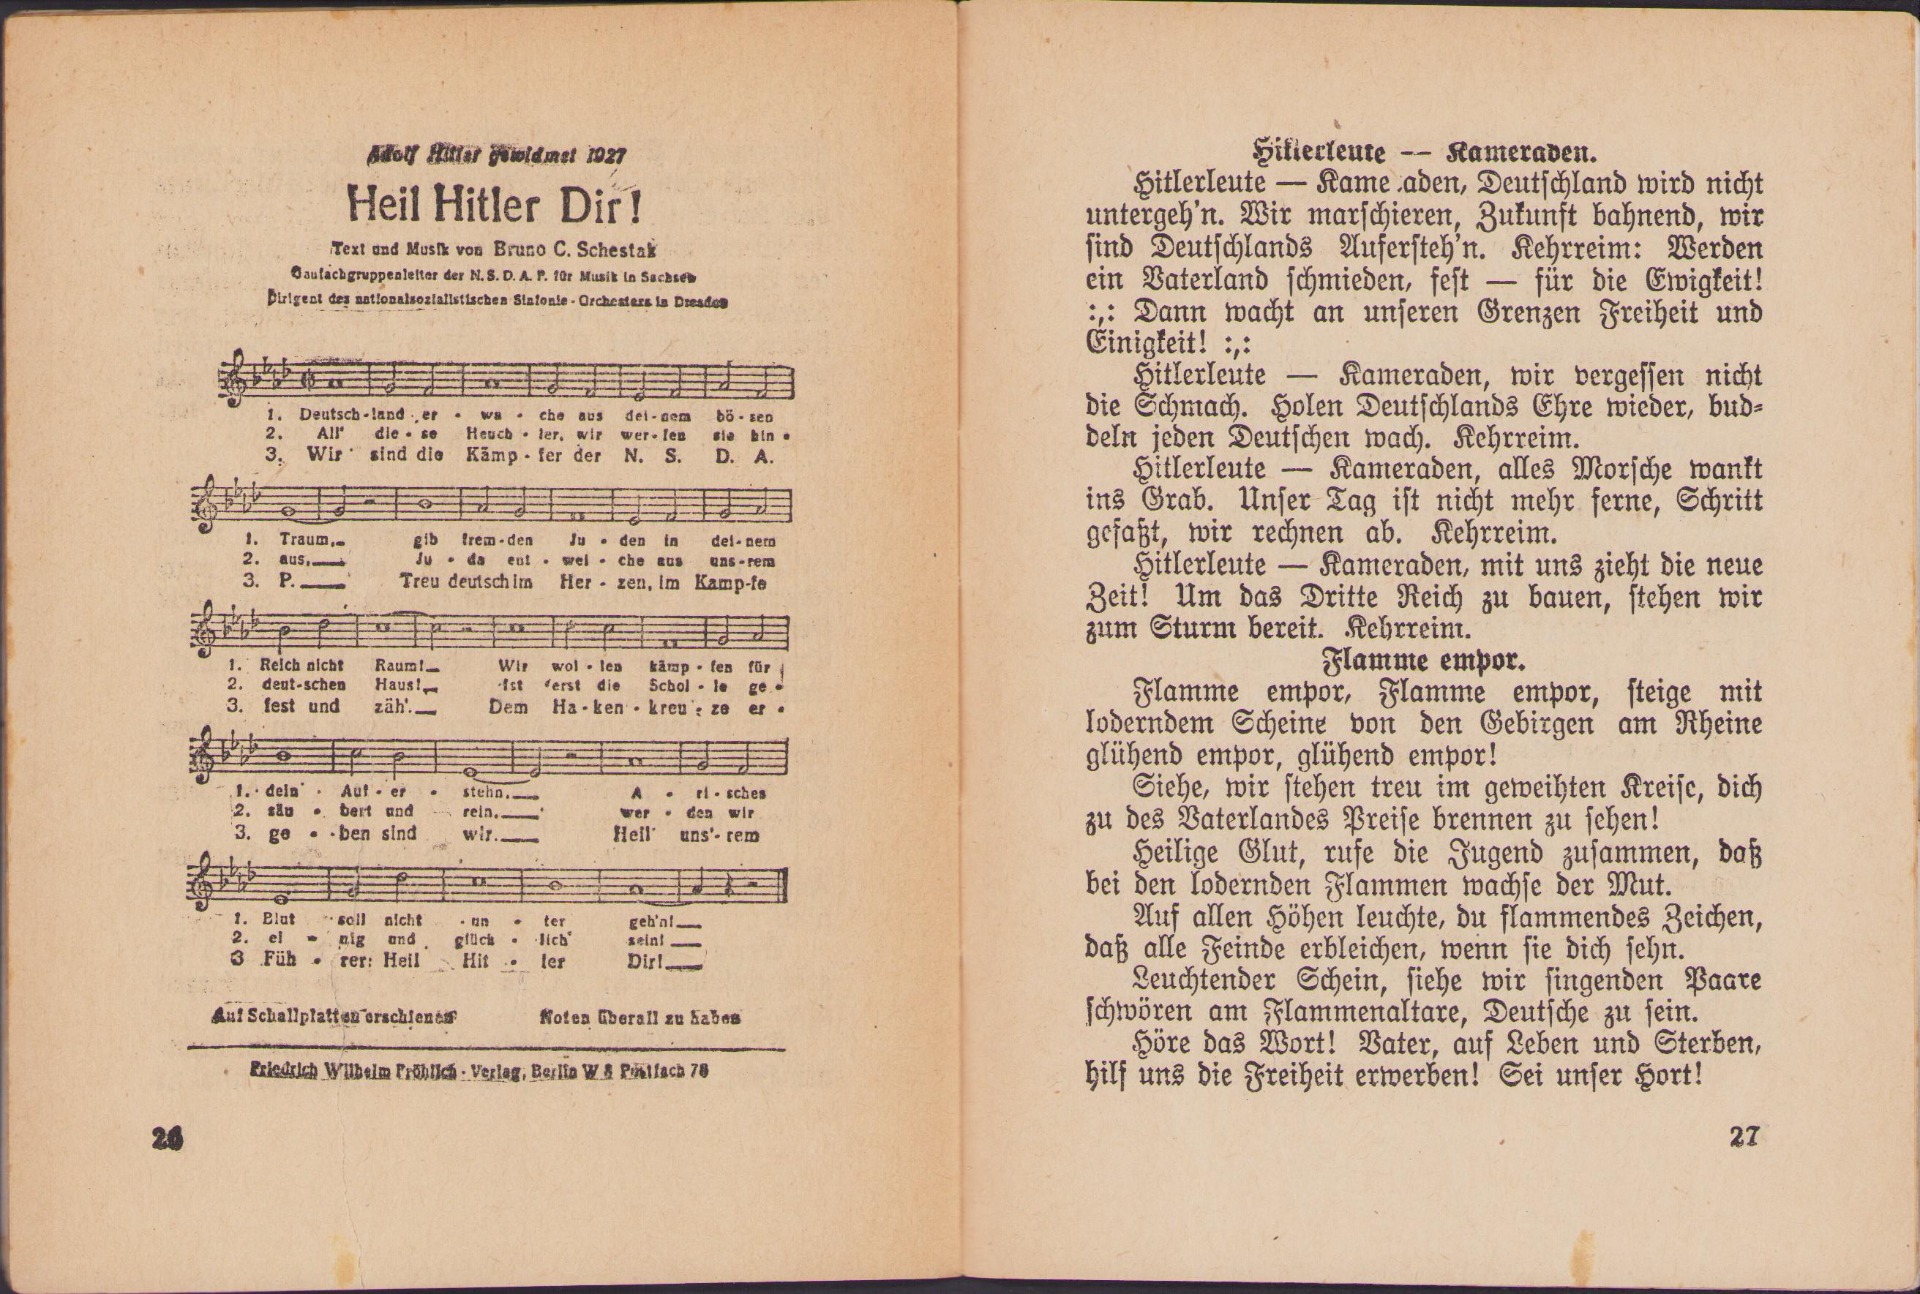 Adolf Hitler gewidmet 1927
Heil Hitler Dir!
Text und Musik von Bruno C. Schestak
Gaufachgruppenleiter der N. S. D. A. P. für Musik in Sachsen
Dirigent des nationalsozialistischen Sinfonie-Orchesters in Dresden
1. Deutsch-land er - wa - che aus dei-nem bö-sen
2. All' die-se Heuch-ler, wir wer-fen sie hin-
3. Wir sind die Kämp-fer der N. S. D. A.
1. Traum, gib frem-den Ju-den in dei-nem
2. aus, Ju-da ent-wei-che aus uns-rem
3. P. Treu deutsch im Her-zen, im Kamp-fe
1. Reich nicht Raum! Wir wol-len kämp-fen für
2. deut-schen Haus! Ist erst die Schol-le ge-
3. fest und zäh'. Dem Ha-ken-kreu-ze er-
1. dein Auf-er-stehn. A-ri-sches
2. säu-bert und rein, wer-den wir
3. ge-ben sind wir. Heil uns'-rem
1. Blut soll nicht un-ter geh'n!
2. ei-nig und glück-lich sein!
3 Füh-rer: Heil Hit-ler Dir!
Auf Schallplatten erschienen Noten überall zu haben
Friedrich Wilhelm Fröhlich-Verlag, Berlin W 8 Postfach 78
26
Hitlerleute — Kameraden.
Hitlerleute — Kame aden, Deutschland wird nicht
untergeh'n. Wir marschieren, Zukunft bahnend, wir
sind Deutschlands Aufersteh'n. Kehrreim: Werden
ein Vaterland schmieden, fest — für die Ewigkeit!
:,: Dann wacht an unseren Grenzen Freiheit und
Einigkeit! :,:
Hitlerleute — Kameraden, wir vergessen nicht
die Schmach. Holen Deutschlands Ehre wieder, bud-
deln jeden Deutschen wach. Kehrreim.
Hitlerleute — Kameraden, alles Morsche wankt
ins Grab. Unser Tag ist nicht mehr ferne, Schritt
gefaßt, wir rechnen ab. Kehrreim.
Hitlerleute — Kameraden, mit uns zieht die neue
Zeit! Um das Dritte Reich zu bauen, stehen wir
zum Sturm bereit. Kehrreim.
Flamme empor.
Flamme empor, Flamme empor, steige mit
loderndem Scheine von den Gebirgen am Rheine
glühend empor, glühend empor!
Siehe, wir stehen treu im geweihten Kreise, dich
zu des Vaterlandes Preise brennen zu sehen!
Heilige Glut, rufe die Jugend zusammen, daß
bei den lodernden Flammen wachse der Mut.
Auf allen Höhen leuchte, du flammendes Zeichen,
daß alle Feinde erbleichen, wenn sie dich sehn.
Leuchtender Schein, siehe wir singenden Paare
schwören am Flammenaltare, Deutsche zu sein.
Höre das Wort! Vater, auf Leben und Sterben,
hilf uns die Freiheit erwerben! Sei unser Hort!
27